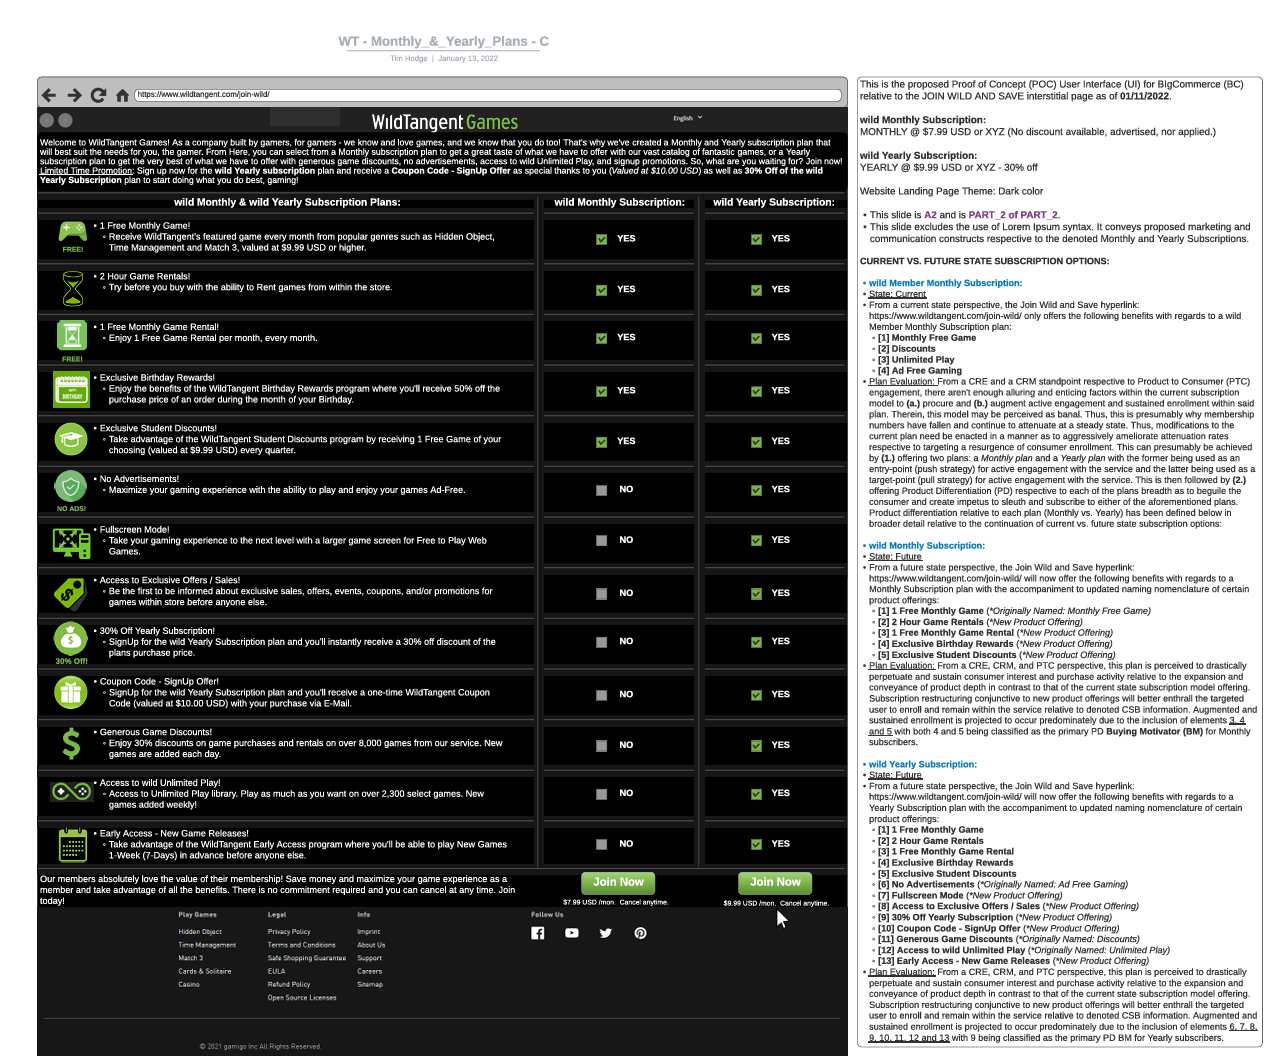 WT - Monthly_&_Yearly_Plans - C
Tim Hodge | January 13, 2022
https://www.wildtangent.com/join-wild/
WildTangent Games
English
Welcome to WildTangent Games! As a company built by gamers, for gamers - we know and love games, and we know that you do too! That's why we've created a Monthly and Yearly subscription plan that
will best suit the needs for you, the gamer. From Here, you can select from a Monthly subscription plan to get a great taste of what we have to offer with our vast catalog of fantastic games, or a Yearly
subscription plan to get the very best of what we have to offer with generous game discounts, no advertisements, access to wild Unlimited Play, and signup promotions. So, what are you waiting for? Join now!
Limited Time Promotion: Sign up now for the wild Yearly subscription plan and receive a Coupon Code - SignUp Offer as special thanks to you (Valued at $10.00 USD) as well as 30% Off of the wild
Yearly Subscription plan to start doing what you do best, gaming!
wild Monthly & wild Yearly Subscription Plans:
wild Monthly Subscription:
wild Yearly Subscription:
FREE!
• 1 Free Monthly Game!
◦ Receive WildTangent's featured game every month from popular genres such as Hidden Object,
Time Management and Match 3, valued at $9.99 USD or higher.
YES
YES
• 2 Hour Game Rentals!
◦ Try before you buy with the ability to Rent games from within the store.
YES
YES
FREE!
• 1 Free Monthly Game Rental!
◦ Enjoy 1 Free Game Rental per month, every month.
YES
YES
• Exclusive Birthday Rewards!
◦ Enjoy the benefits of the WildTangent Birthday Rewards program where you'll receive 50% off the
purchase price of an order during the month of your Birthday.
YES
YES
• Exclusive Student Discounts!
◦ Take advantage of the WildTangent Student Discounts program by receiving 1 Free Game of your
choosing (valued at $9.99 USD) every quarter.
YES
YES
NO ADS!
• No Advertisements!
◦ Maximize your gaming experience with the ability to play and enjoy your games Ad-Free.
NO
YES
• Fullscreen Mode!
◦ Take your gaming experience to the next level with a larger game screen for Free to Play Web
Games.
NO
YES
• Access to Exclusive Offers / Sales!
◦ Be the first to be informed about exclusive sales, offers, events, coupons, and/or promotions for
games within store before anyone else.
NO
YES
30% Off!
• 30% Off Yearly Subscription!
◦ SignUp for the wild Yearly Subscription plan and you'll instantly receive a 30% off discount of the
plans purchase price.
NO
YES
• Coupon Code - SignUp Offer!
◦ SignUp for the wild Yearly Subscription plan and you'll receive a one-time WildTangent Coupon
Code (valued at $10.00 USD) with your purchase via E-Mail.
NO
YES
• Generous Game Discounts!
◦ Enjoy 30% discounts on game purchases and rentals on over 8,000 games from our service. New
games are added each day.
NO
YES
• Access to wild Unlimited Play!
◦ Access to Unlimited Play library. Play as much as you want on over 2,300 select games. New
games added weekly!
NO
YES
• Early Access - New Game Releases!
◦ Take advantage of the WildTangent Early Access program where you'll be able to play New Games
1-Week (7-Days) in advance before anyone else.
NO
YES
Our members absolutely love the value of their membership! Save money and maximize your game experience as a
member and take advantage of all the benefits. There is no commitment required and you can cancel at any time. Join
today!
Join Now
$7.99 USD /mon. Cancel anytime.
Join Now
$9.99 USD /mon. Cancel anytime.
Play Games
Hidden Object
Time Management
Match 3
Cards & Solitaire
Casino
Legal
Privacy Policy
Terms and Conditions
Safe Shopping Guarantee
EULA
Refund Policy
Open Source Licenses
Info
Imprint
About Us
Support
Careers
Sitemap
Follow Us
© 2021 gamigo Inc All Rights Reserved.
This is the proposed Proof of Concept (POC) User Interface (UI) for BIgCommerce (BC)
relative to the JOIN WILD AND SAVE interstitial page as of 01/11/2022.
wild Monthly Subscription:
MONTHLY @ $7.99 USD or XYZ (No discount available, advertised, nor applied.)
wild Yearly Subscription:
YEARLY @ $9.99 USD or XYZ - 30% off
Website Landing Page Theme: Dark color
• This slide is A2 and is PART_2 of PART_2.
• This slide excludes the use of Lorem Ipsum syntax. It conveys proposed marketing and
communication constructs respective to the denoted Monthly and Yearly Subscriptions.
CURRENT VS. FUTURE STATE SUBSCRIPTION OPTIONS:
• wild Member Monthly Subscription:
• State: Current
• From a current state perspective, the Join Wild and Save hyperlink:
https://www.wildtangent.com/join-wild/ only offers the following benefits with regards to a wild
Member Monthly Subscription plan:
◦ [1] Monthly Free Game
◦ [2] Discounts
◦ [3] Unlimited Play
◦ [4] Ad Free Gaming
• Plan Evaluation: From a CRE and a CRM standpoint respective to Product to Consumer (PTC)
engagement, there aren't enough alluring and enticing factors within the current subscription
model to (a.) procure and (b.) augment active engagement and sustained enrollment within said
plan. Therein, this model may be perceived as banal. Thus, this is presumably why membership
numbers have fallen and continue to attenuate at a steady state. Thus, modifications to the
current plan need be enacted in a manner as to aggressively ameliorate attenuation rates
respective to targeting a resurgence of consumer enrollment. This can presumably be achieved
by (1.) offering two plans: a Monthly plan and a Yearly plan with the former being used as an
entry-point (push strategy) for active engagement with the service and the latter being used as a
target-point (pull strategy) for active engagement with the service. This is then followed by (2.)
offering Product Differentiation (PD) respective to each of the plans breadth as to beguile the
consumer and create impetus to sleuth and subscribe to either of the aforementioned plans.
Product differentiation relative to each plan (Monthly vs. Yearly) has been defined below in
broader detail relative to the continuation of current vs. future state subscription options:
• wild Monthly Subscription:
• State: Future
• From a future state perspective, the Join Wild and Save hyperlink:
https://www.wildtangent.com/join-wild/ will now offer the following benefits with regards to a
Monthly Subscription plan with the accompaniment to updated naming nomenclature of certain
product offerings:
◦ [1] 1 Free Monthly Game (*Originally Named: Monthly Free Game)
◦ [2] 2 Hour Game Rentals (*New Product Offering)
◦ [3] 1 Free Monthly Game Rental (*New Product Offering)
◦ [4] Exclusive Birthday Rewards (*New Product Offering)
◦ [5] Exclusive Student Discounts (*New Product Offering)
• Plan Evaluation: From a CRE, CRM, and PTC perspective, this plan is perceived to drastically
perpetuate and sustain consumer interest and purchase activity relative to the expansion and
conveyance of product depth in contrast to that of the current state subscription model offering.
Subscription restructuring conjunctive to new product offerings will better enthrall the targeted
user to enroll and remain within the service relative to denoted CSB information. Augmented and
sustained enrollment is projected to occur predominately due to the inclusion of elements 3, 4
and 5 with both 4 and 5 being classified as the primary PD Buying Motivator (BM) for Monthly
subscribers.
• wild Yearly Subscription:
• State: Future
• From a future state perspective, the Join Wild and Save hyperlink:
https://www.wildtangent.com/join-wild/ will now offer the following benefits with regards to a
Yearly Subscription plan with the accompaniment to updated naming nomenclature of certain
product offerings:
◦ [1] 1 Free Monthly Game
◦ [2] 2 Hour Game Rentals
◦ [3] 1 Free Monthly Game Rental
◦ [4] Exclusive Birthday Rewards
◦ [5] Exclusive Student Discounts
◦ [6] No Advertisements (*Originally Named: Ad Free Gaming)
◦ [7] Fullscreen Mode (*New Product Offering)
◦ [8] Access to Exclusive Offers / Sales (*New Product Offering)
◦ [9] 30% Off Yearly Subscription (*New Product Offering)
◦ [10] Coupon Code - SignUp Offer (*New Product Offering)
◦ [11] Generous Game Discounts (*Originally Named: Discounts)
◦ [12] Access to wild Unlimited Play (*Originally Named: Unlimited Play)
◦ [13] Early Access - New Game Releases (*New Product Offering)
• Plan Evaluation: From a CRE, CRM, and PTC perspective, this plan is perceived to drastically
perpetuate and sustain consumer interest and purchase activity relative to the expansion and
conveyance of product depth in contrast to that of the current state subscription model offering.
Subscription restructuring conjunctive to new product offerings will better enthrall the targeted
user to enroll and remain within the service relative to denoted CSB information. Augmented and
sustained enrollment is projected to occur predominately due to the inclusion of elements 6, 7, 8,
9, 10, 11, 12 and 13 with 9 being classified as the primary PD BM for Yearly subscribers.